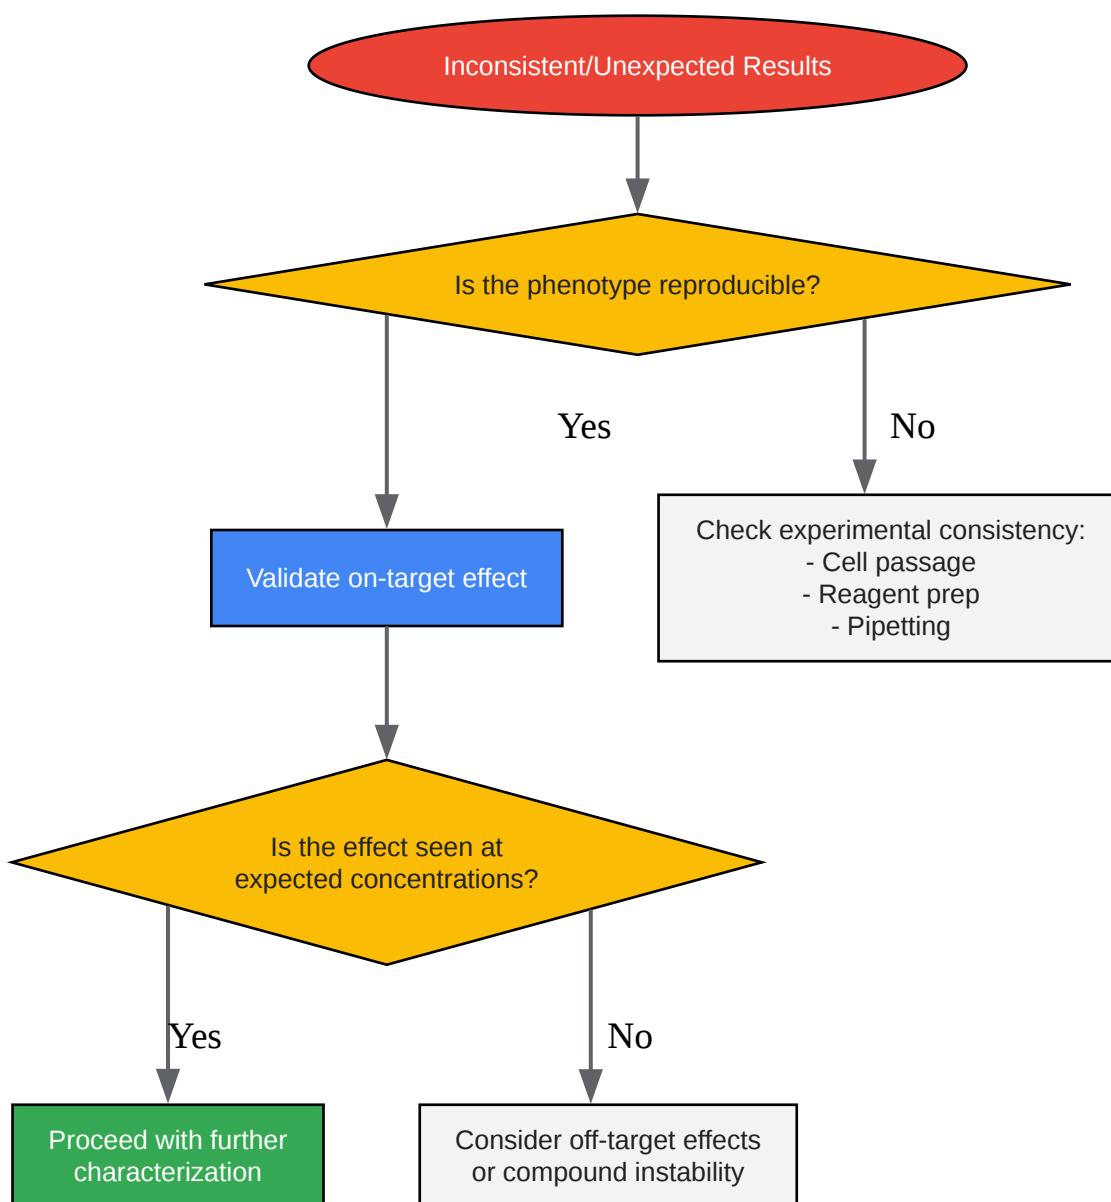 Inconsistent/Unexpected Results
Is the phenotype reproducible?
Yes
No
Check experimental consistency:
- Cell passage
- Reagent prep
- Pipetting
Validate on-target effect
Is the effect seen at
expected concentrations?
Yes
No
Proceed with further
characterization
Consider off-target effects
or compound instability